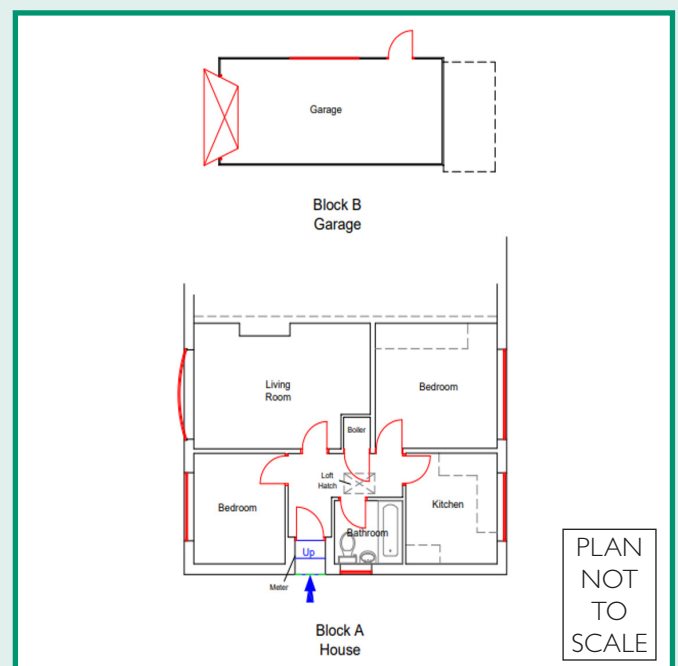 Garage
Block B
Garage
Living
Room
Bedroom
Boiler
Loft
Hatch
Bedroom
Kitchen
Bathroom
Up
Meter
Block A
House
PLAN
NOT
TO
SCALE